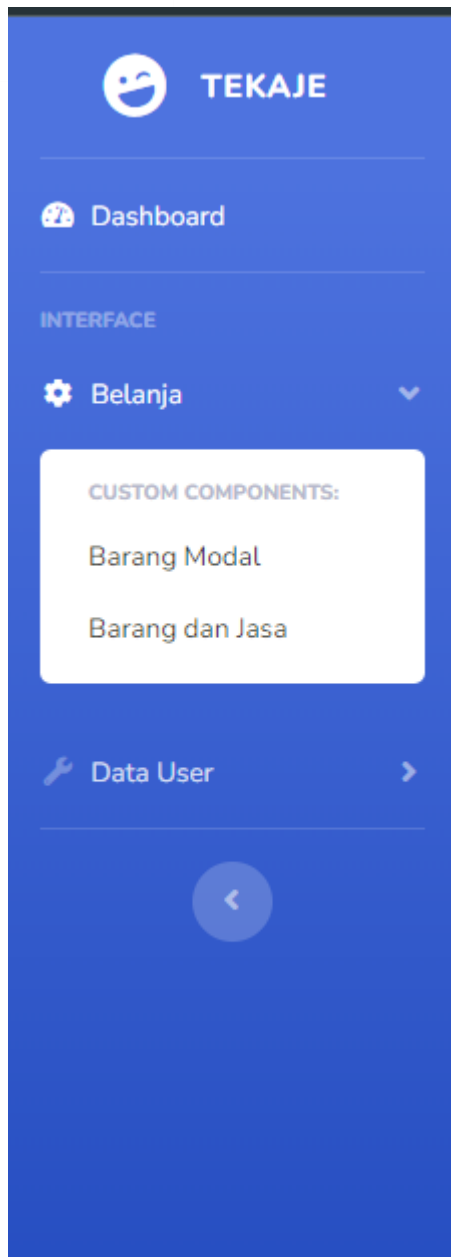 TEKAJE
Dashboard
INTERFACE
Belanja
CUSTOM COMPONENTS:
Barang Modal
Barang dan Jasa
Data User